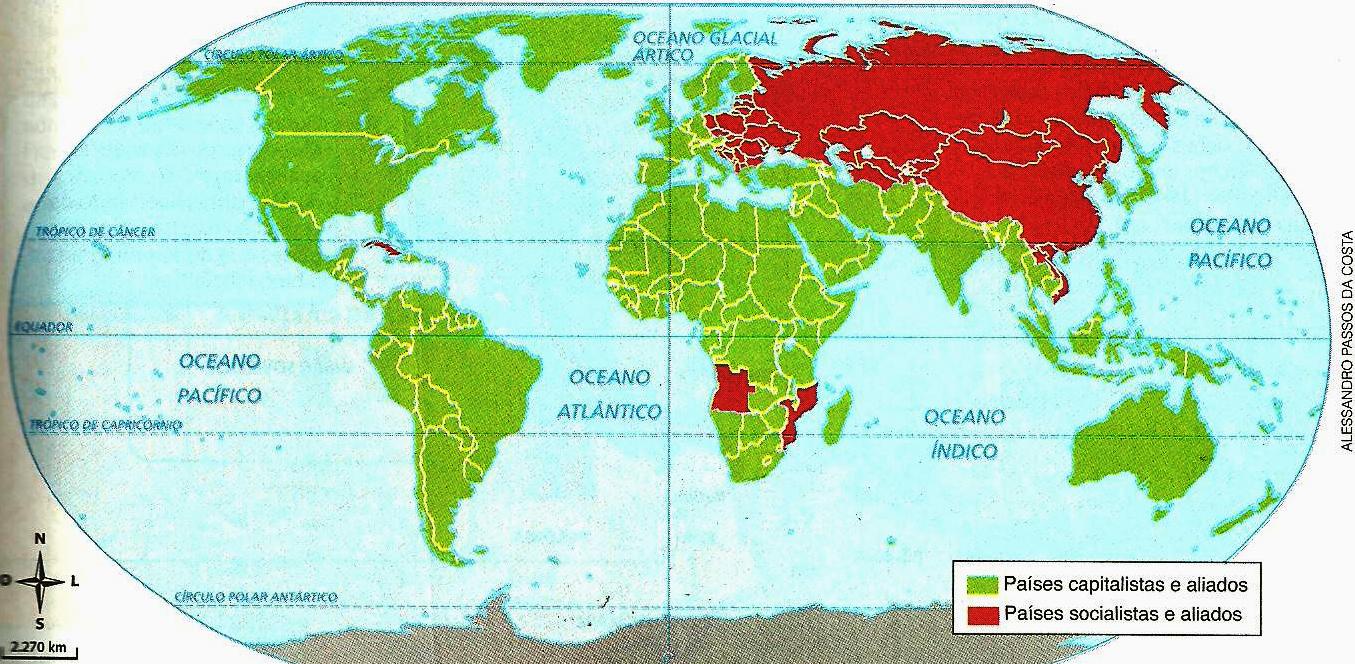 CÍRCULO POLAR ÁRTICO
OCEANO GLACIAL
ÁRTICO
TRÓPICO DE CÂNCER
OCEANO
PACÍFICO
EQUADOR
OCEANO
PACÍFICO
OCEANO
ATLÂNTICO
OCEANO
ÍNDICO
TRÓPICO DE CAPRICÓRNIO
CÍRCULO POLAR ANTÁRTICO
N
O
L
S
2.270 km
0°
Países capitalistas e aliados
Países socialistas e aliados
ALESSANDRO PASSOS DA COSTA